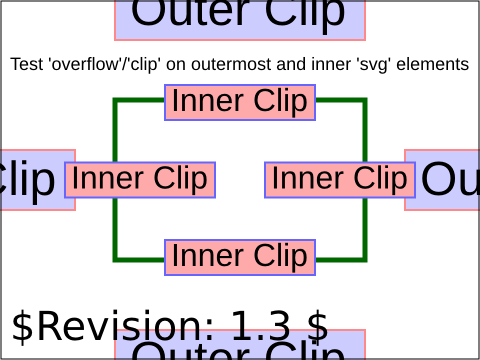 Outer Clip
Test 'overflow'/'clip' on outermost and inner 'svg' elements
Inner Clip
Clip Inner Clip Inner Clip Ou
Inner Clip
$Revision: 1.3 $
Outer Clip